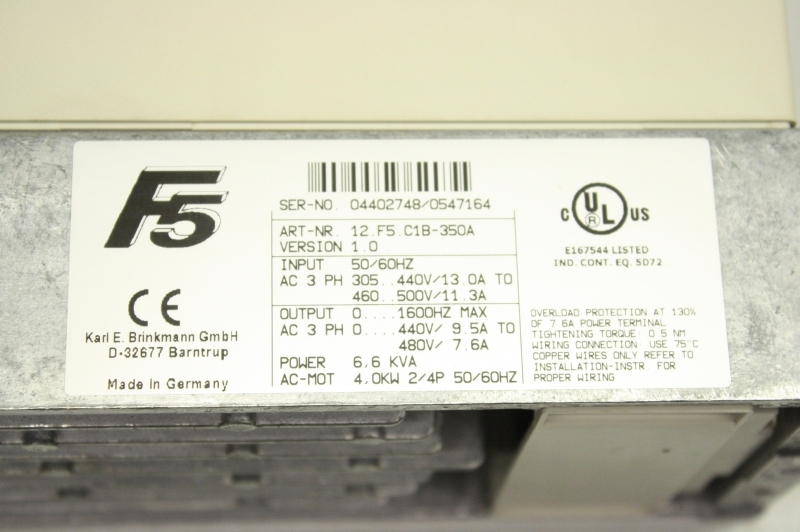 F5
SER-NO. 04402748/0547164
ART-NR. 12.F5.C1B-350A
VERSION 1.0
INPUT 50/60HZ
AC 3 PH 305..440V/13.0A TO
460..500V/11.3A
OUTPUT 0....1600HZ MAX
AC 3 PH 0....440V/ 9.5A TO
480V/ 7.6A
POWER 6,6 KVA
AC-MOT 4,0KW 2/4P 50/60HZ
CE
Karl E. Brinkmann GmbH
D-32677 Barntrup
Made In Germany
C UL R US
E167544 LISTED
IND. CONT. EQ. 5D72
OVERLOAD PROTECTION AT 130%
OF 7.6A POWER TERMINAL
TIGHTENING TORQUE: 0.5 NM
WIRING CONNECTION: USE 75°C
COPPER WIRES ONLY REFER TO
INSTALLATION-INSTR. FOR
PROPER WIRING